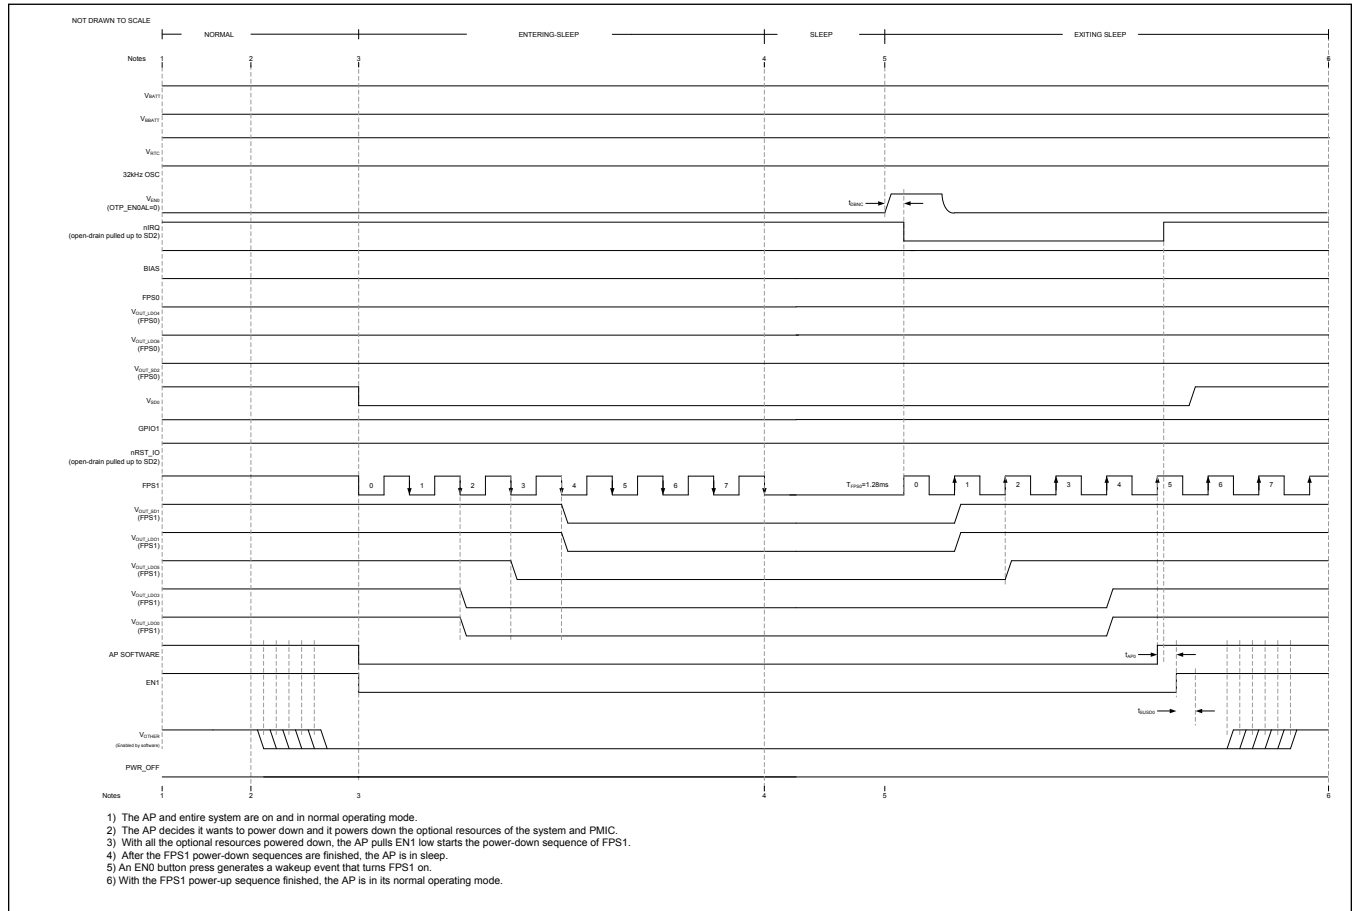 NOT DRAWN TO SCALE
NORMAL ENTERING-SLEEP SLEEP EXITING SLEEP
Notes 1 2 3 4 5 6
VBATT
VBBATT
VRTC
32kHz OSC
VEN0
(OTP_EN0AL=0)
tDBNC
nIRQ
(open-drain pulled up to SD2)
BIAS
FPS0
VOUT_LDO4
(FPS0)
(FPS0)
VOUT_SD2
(FPS0)
VSD0
GPIO1
nRST_IO
(open-drain pulled up to SD2)
FPS1 0 1 2 3 4 5 6 7 TFPS0=1.28ms 0 1 2 3 4 5 6 7
VOUT_SD1
(FPS1)
VOUT_LDO1
(FPS1)
(FPS1)
(FPS1)
(FPS1)
AP SOFTWARE
EN1
VOTHER
(Enabled by software)
PWR_OFF
Notes 1 2 3 4 5 6
1) The AP and entire system are on and in normal operating mode.
2) The AP decides it wants to power down and it powers down the optional resources of the system and PMIC.
3) With all the optional resources powered down, the AP pulls EN1 low starts the power-down sequence of FPS1.
4) After the FPS1 power-down sequences are finished, the AP is in sleep.
5) An EN0 button press generates a wakeup event that turns FPS1 on.
6) With the FPS1 power-up sequence finished, the AP is in its normal operating mode.